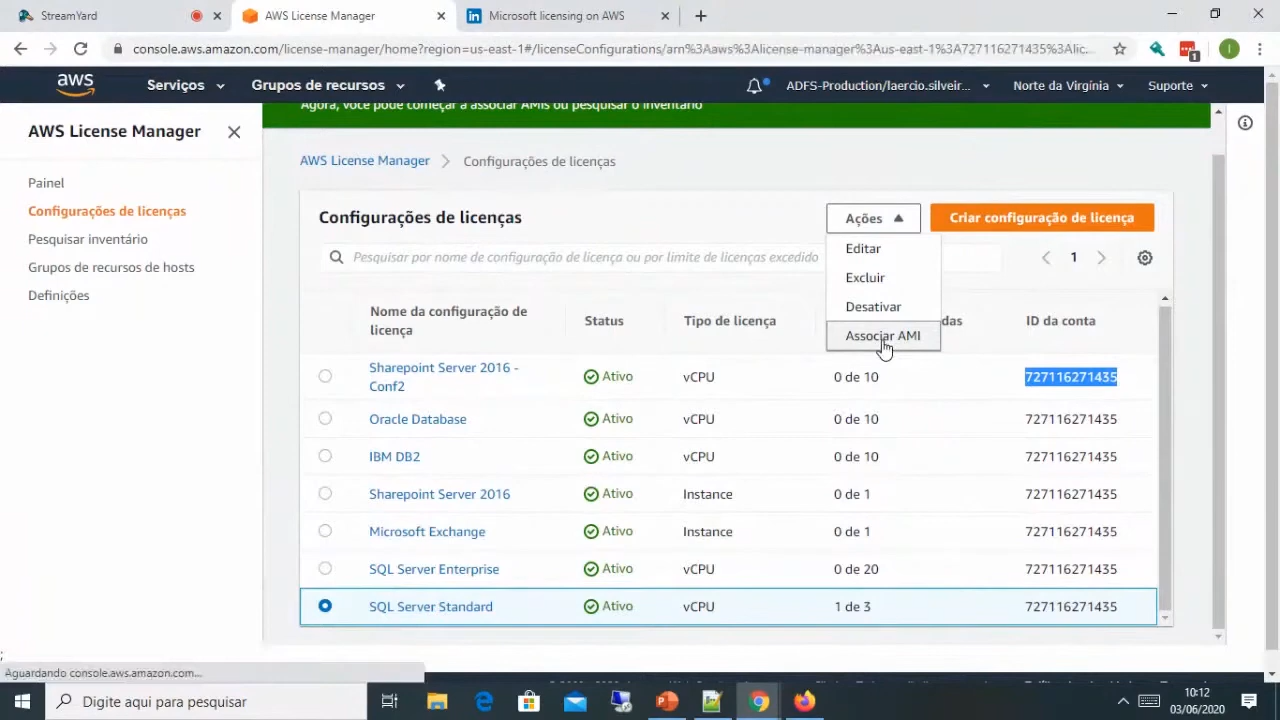 StreamYard
AWS License Manager
Microsoft licensing on AWS
console.aws.amazon.com/license-manager/home?region=us-east-1#/licenseConfigurations/arn%3Aaws%3Alicense-manager%3Aus-east-1%3A727116271435%3Alic...
1
I
aws
Serviços
Grupos de recursos
ADFS-Production/laercio.silveir...
Norte da Virgínia
Suporte
Agora, você pode começar a associar AMIs ou pesquisar o inventário
AWS License Manager
Painel
Configurações de licenças
Pesquisar inventário
Grupos de recursos de hosts
Definições
AWS License Manager > Configurações de licenças
Configurações de licenças
Ações
Criar configuração de licença
Pesquisar por nome de configuração de licença ou por limite de licenças excedido
1
Editar
Excluir
Desativar
Associar AMI
Nome da configuração de licença Status Tipo de licença das ID da conta
Sharepoint Server 2016 - Conf2 Ativo vCPU 0 de 10 727116271435
Oracle Database Ativo vCPU 0 de 10 727116271435
IBM DB2 Ativo vCPU 0 de 10 727116271435
Sharepoint Server 2016 Ativo Instance 0 de 1 727116271435
Microsoft Exchange Ativo Instance 0 de 1 727116271435
SQL Server Enterprise Ativo vCPU 0 de 20 727116271435
SQL Server Standard Ativo vCPU 1 de 3 727116271435
;
Aguardando console.aws.amazon.com...
Digite aqui para pesquisar
10:12
03/06/2020